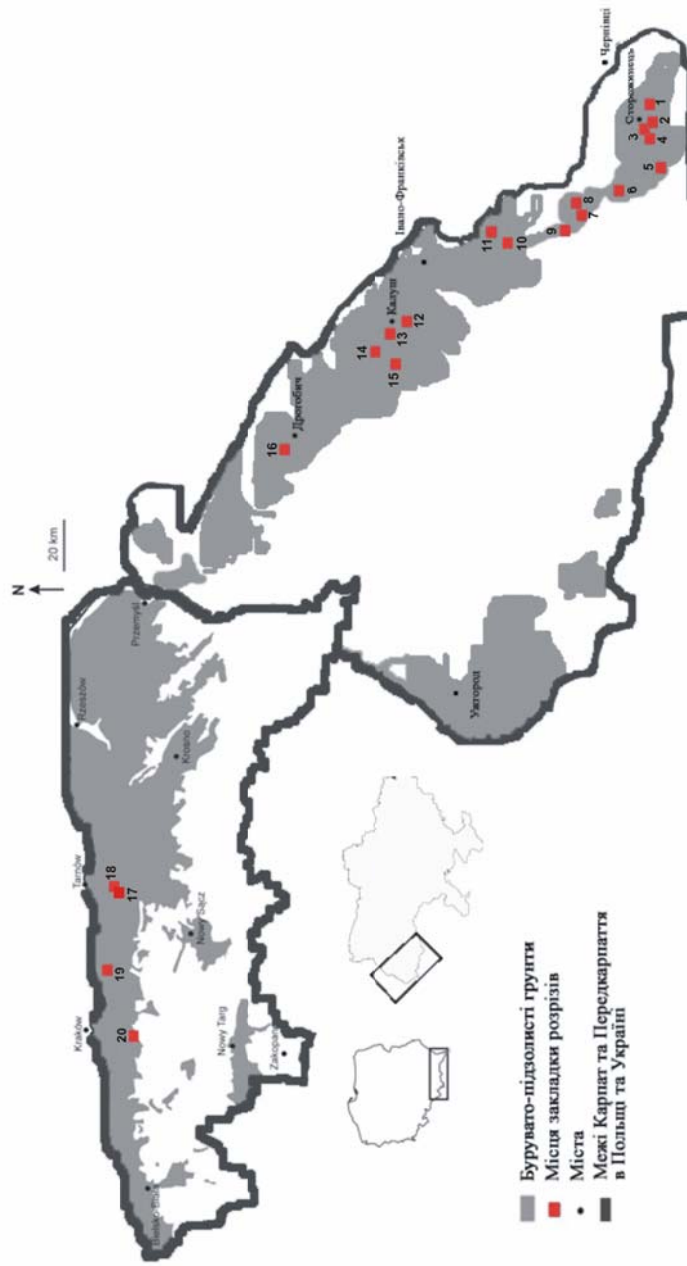 N
20 km
Kraków
Tarnów
Rzeszów
Przemyśl
Krosno
Nowy Sącz
Nowy Targ
Zakopane
Bielsko Biała
20
19
18
17
16
Дрогобич
14
15
13
Калуш
12
Івано-Франківськ
11
10
9
8
7
6
5
4
3
2
1
Сторожинець
Чернівці
Ужгород
Бурувато-підзолисті ґрунти
Місця закладки розрізів
Міста
Межі Карпат та Передкарпаття
в Польщі та Україні